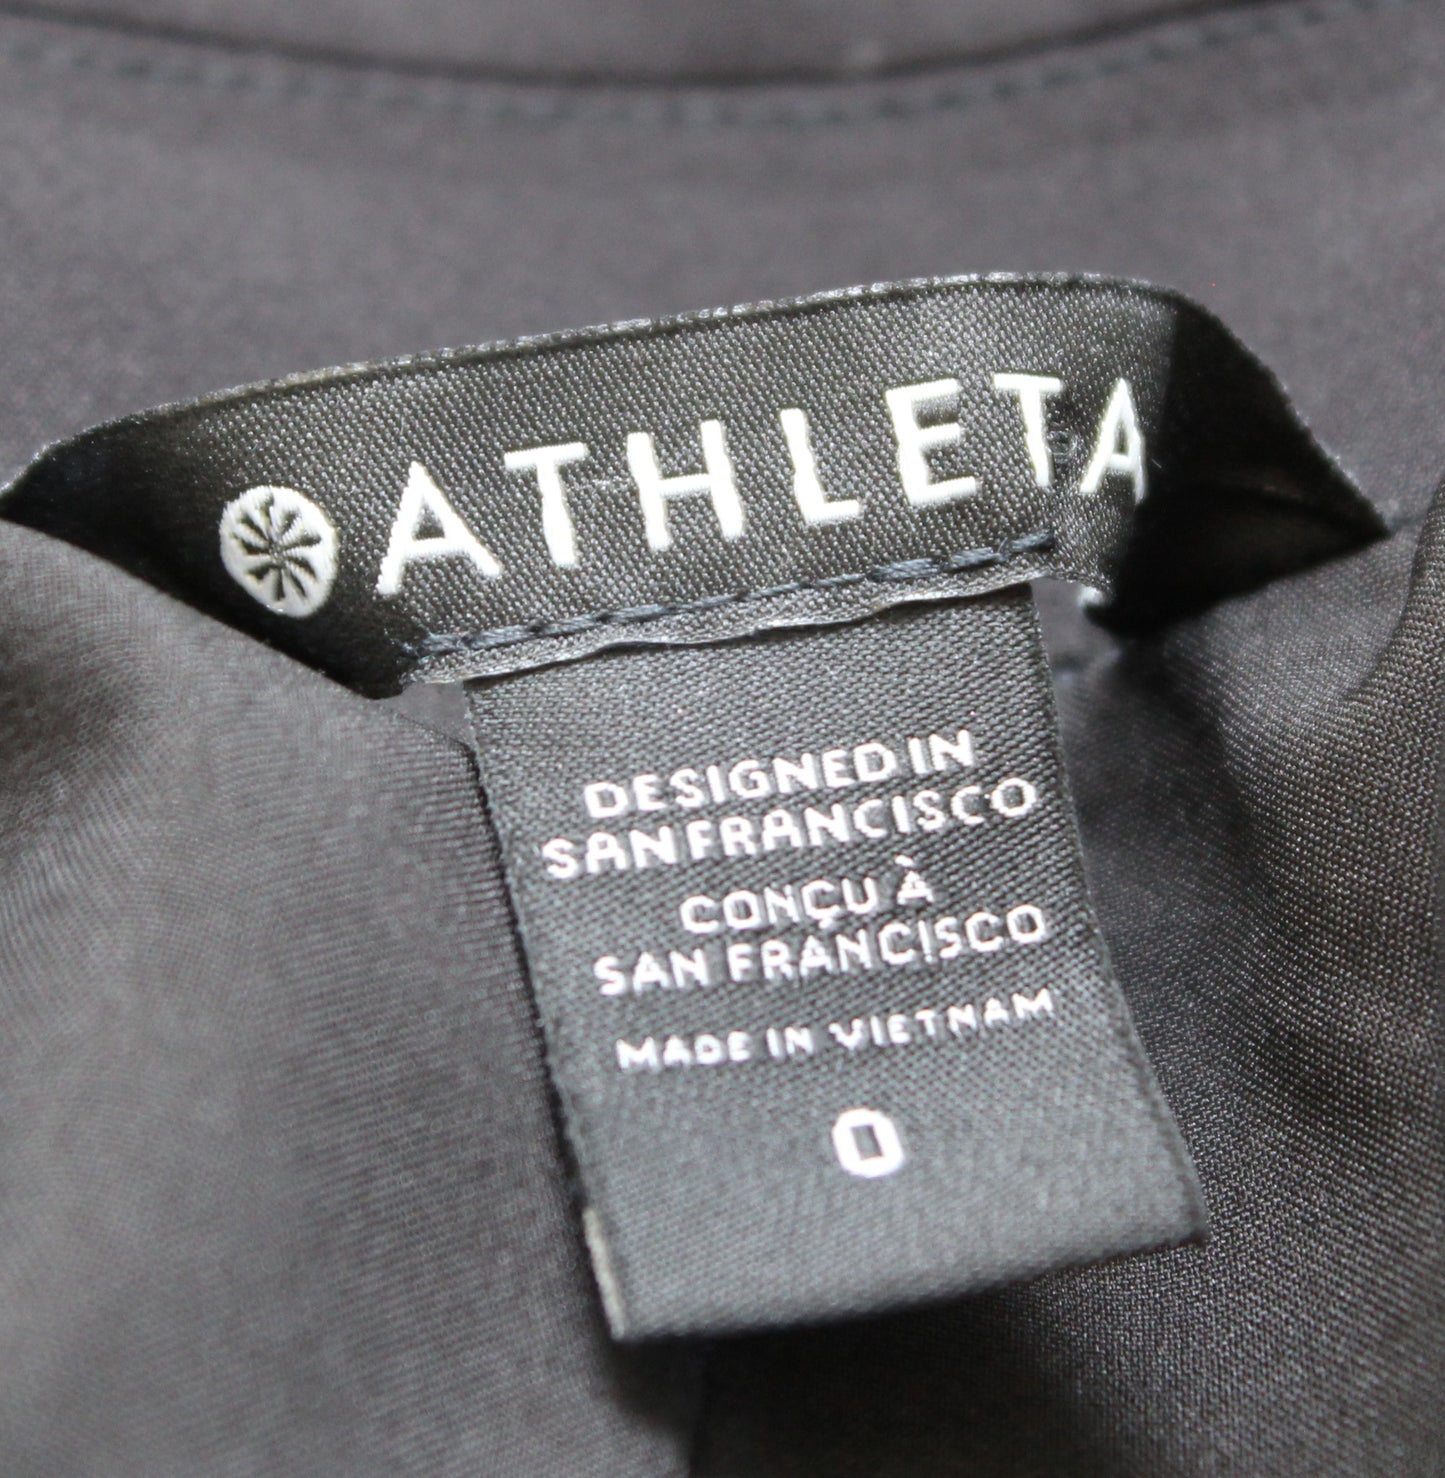 ATHLETA
DESIGNED IN
SAN FRANCISCO
CONÇU À
SAN FRANCISCO
MADE IN VIETNAM
0